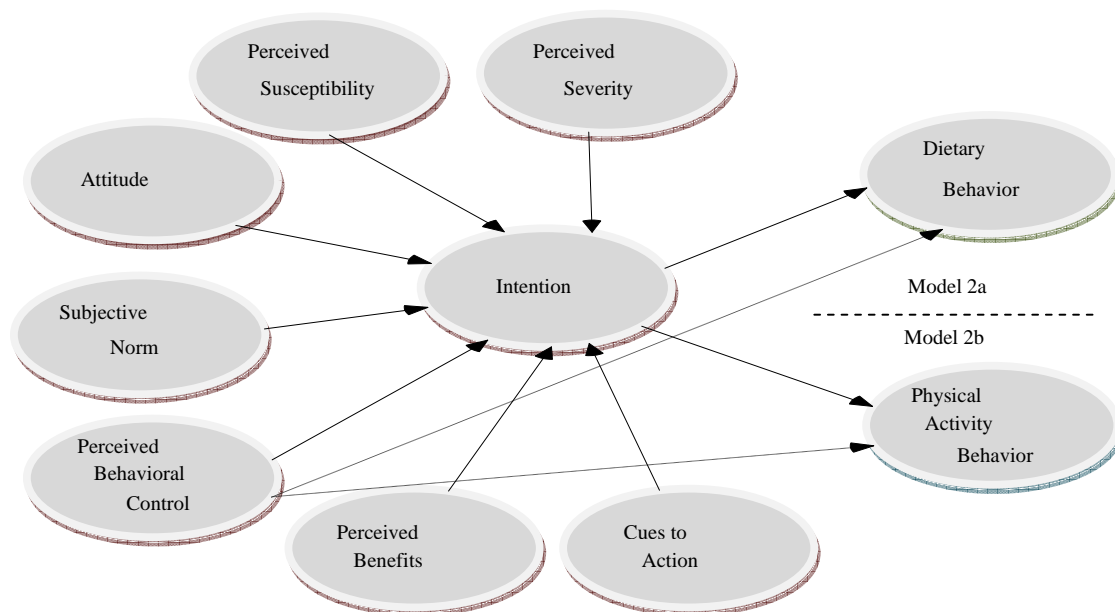 Perceived
Susceptibility
Perceived
Severity
Attitude
Dietary
Behavior
Intention
Subjective
Norm
Model 2a
Model 2b
Perceived
Behavioral
Control
Physical
Activity
Behavior
Perceived
Benefits
Cues to
Action